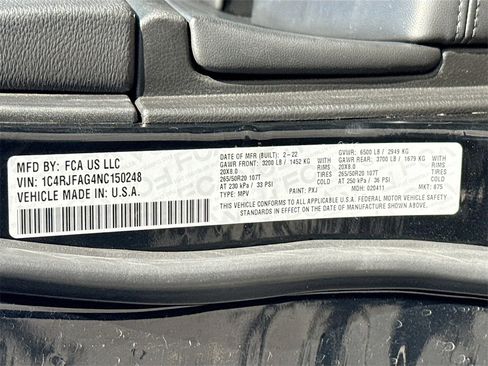 MFD BY: FCA US LLC
VIN: 1C4RJFAG4NC150248
VEHICLE MADE IN U.S.A.
DATE OF MFR (BUILT): 2-22
GAWR FRONT: 3200 LB / 1452 KG
20X8.0 RIMS
265/50R20 107T TIRES
AT 230 kPa / 33 PSI
TYPE: MPV
PAINT: PXJ
GVWR: 6500 LB / 2949 KG
GAWR REAR: 3700 LB / 1679 KG
20X8.0 RIMS
265/50R20 107T TIRES
COLD AT 250 kPa / 36 PSI COLD
MDH: 020411
MKT: 875
THIS VEHICLE CONFORMS TO ALL APPLICABLE U.S.A. FEDERAL MOTOR VEHICLE SAFETY
STANDARDS IN EFFECT ON THE DATE OF MANUFACTURE SHOWN ABOVE.